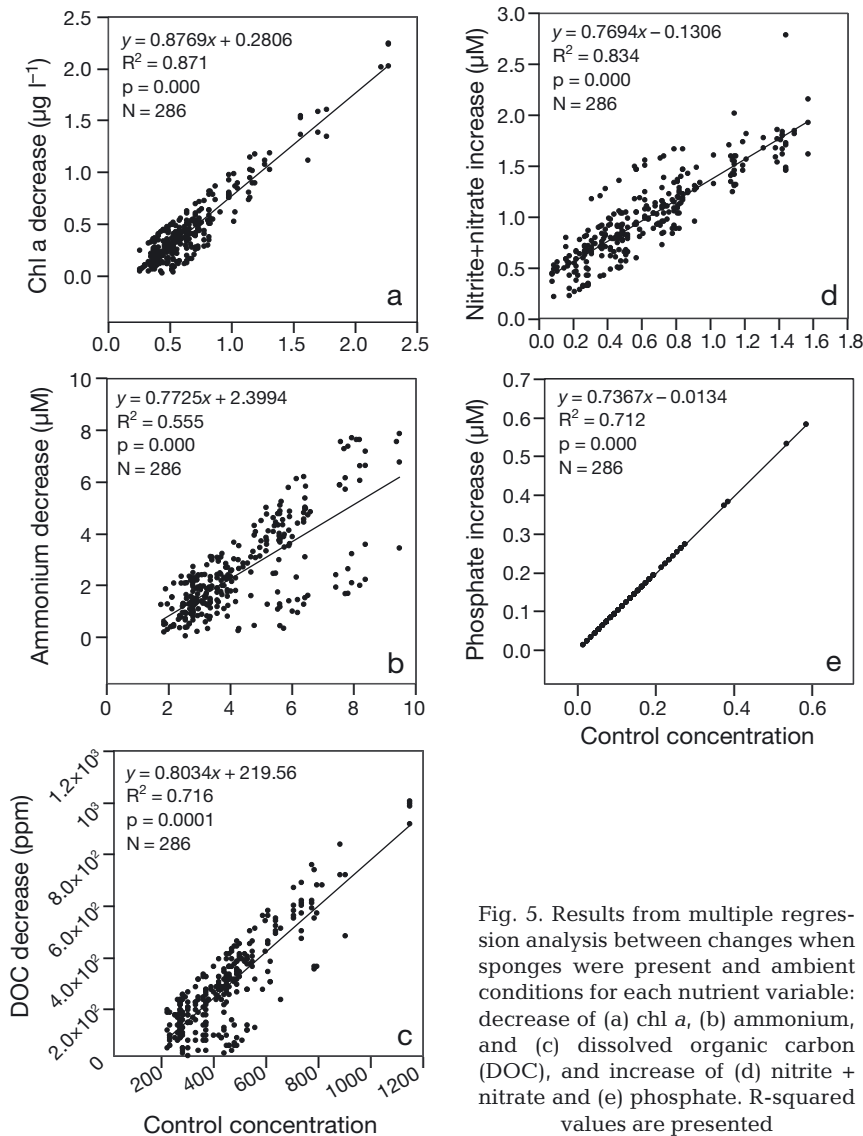 2.5
2.0
1.5
1.0
0.5
0.0
Chl a decrease (µg l⁻¹)
y = 0.8769x + 0.2806
R² = 0.871
p = 0.000
N = 286
a
0.0 0.5 1.0 1.5 2.0 2.5
3.0
2.5
2.0
1.5
1.0
0.5
0.0
Nitrite+nitrate increase (µM)
y = 0.7694x – 0.1306
R² = 0.834
p = 0.000
N = 286
d
0.0 0.2 0.4 0.6 0.8 1.0 1.2 1.4 1.6 1.8
10
8
6
4
2
0
Ammonium decrease (µM)
y = 0.7725x + 2.3994
R² = 0.555
p = 0.000
N = 286
b
0 2 4 6 8 10
0.7
0.6
0.5
0.4
0.3
0.2
0.1
0.0
Phosphate increase (µM)
y = 0.7367x – 0.0134
R² = 0.712
p = 0.000
N = 286
e
0.0 0.2 0.4 0.6
Control concentration
1.2×10³
10³
8.0×10²
6.0×10²
4.0×10²
2.0×10²
0
DOC decrease (ppm)
y = 0.8034x + 219.56
R² = 0.716
p = 0.0001
N = 286
c
200 400 600 800 1000 1200
Control concentration
Fig. 5. Results from multiple regres-
sion analysis between changes when
sponges were present and ambient
conditions for each nutrient variable:
decrease of (a) chl a, (b) ammonium,
and (c) dissolved organic carbon
(DOC), and increase of (d) nitrite +
nitrate and (e) phosphate. R-squared
values are presented